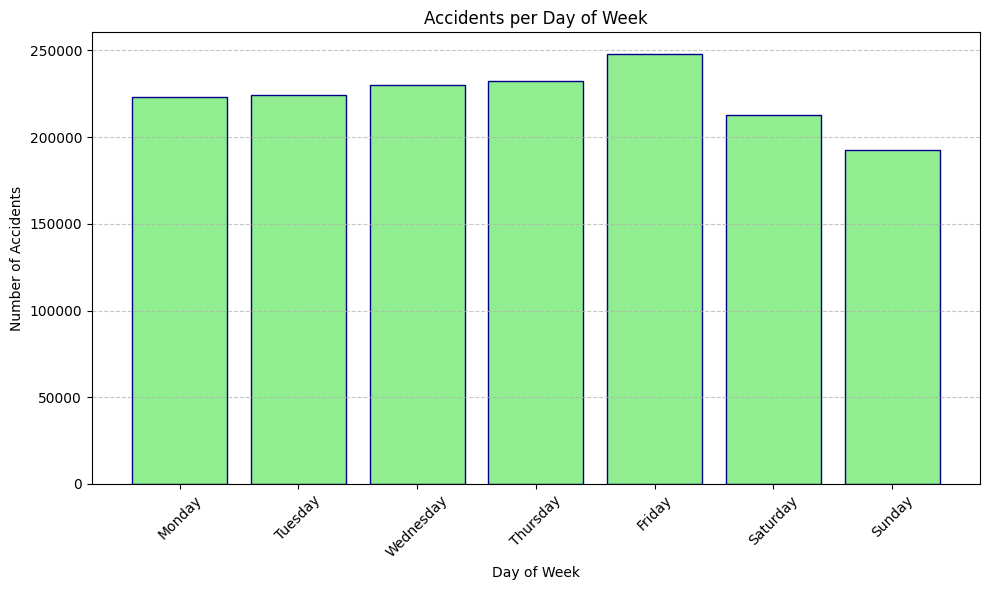 Accidents per Day of Week
Number of Accidents
250000
200000
150000
100000
50000
0
Monday
Tuesday
Wednesday
Thursday
Friday
Saturday
Sunday
Day of Week